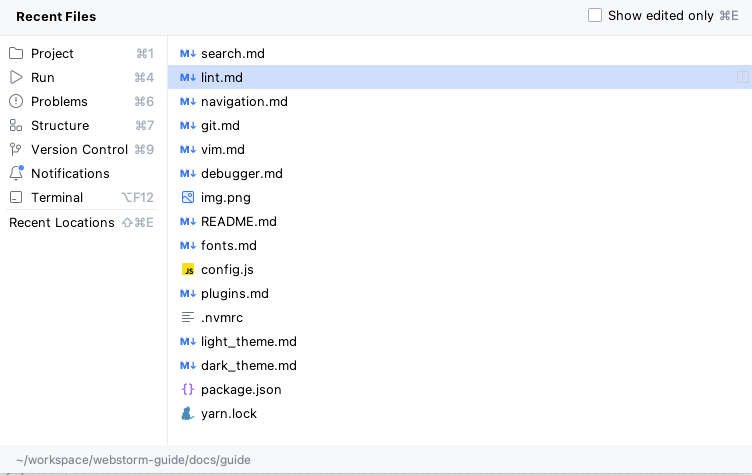 Recent Files
Show edited only ⌘E
Project ⌘1
Run ⌘4
Problems ⌘6
Structure ⌘7
Version Control ⌘9
Notifications
Terminal ⌥F12
Recent Locations ⇧⌘E
M↓ search.md
M↓ lint.md
M↓ navigation.md
M↓ git.md
M↓ vim.md
M↓ debugger.md
img.png
M↓ README.md
M↓ fonts.md
JS config.js
M↓ plugins.md
.nvmrc
M↓ light_theme.md
M↓ dark_theme.md
{} package.json
yarn.lock
~/workspace/webstorm-guide/docs/guide